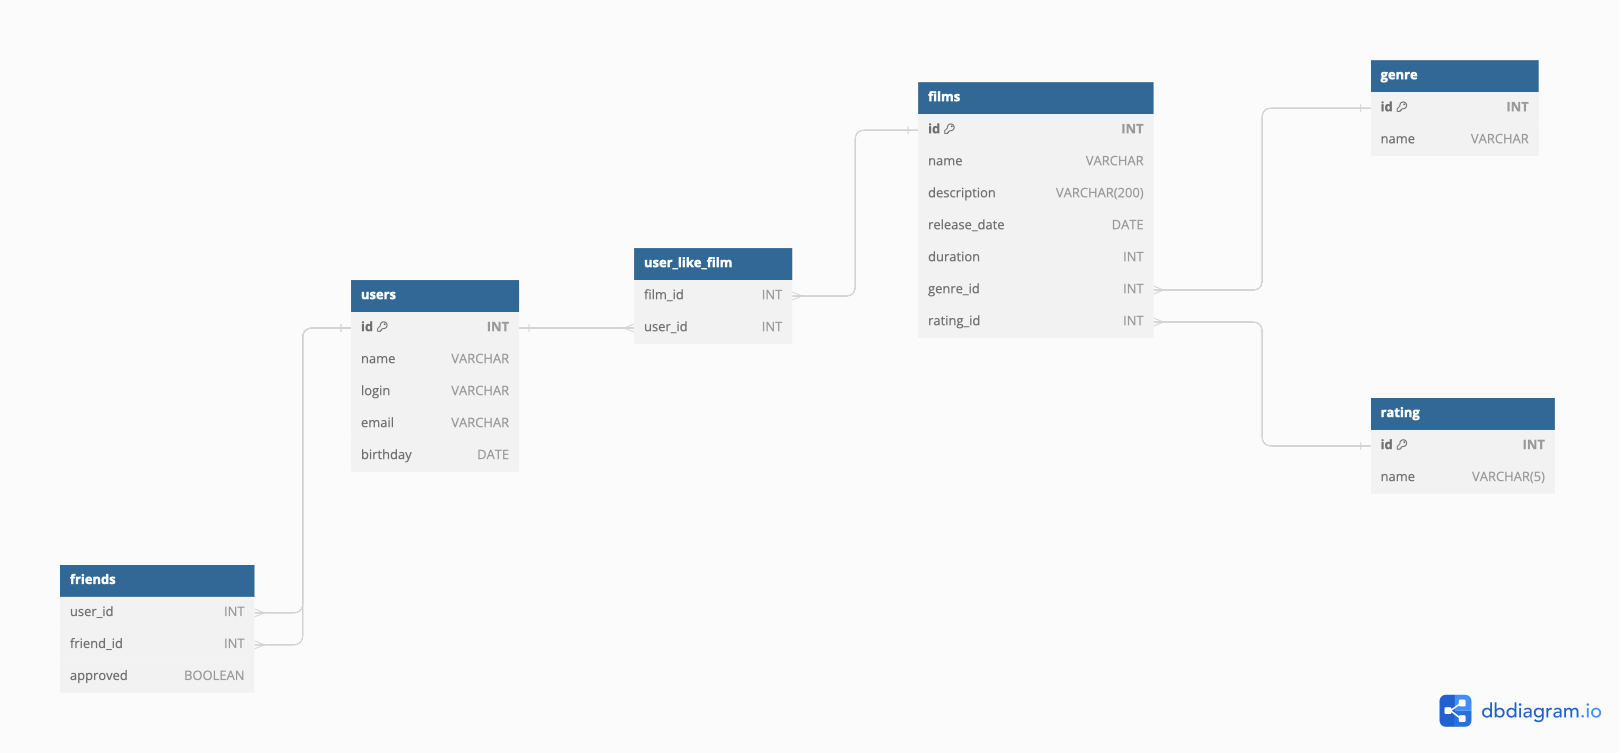 genre
id INT
name VARCHAR
films
id INT
name VARCHAR
description VARCHAR(200)
release_date DATE
duration INT
genre_id INT
rating_id INT
user_like_film
film_id INT
user_id INT
users
id INT
name VARCHAR
login VARCHAR
email VARCHAR
birthday DATE
rating
id INT
name VARCHAR(5)
friends
user_id INT
friend_id INT
approved BOOLEAN
dbdiagram.io